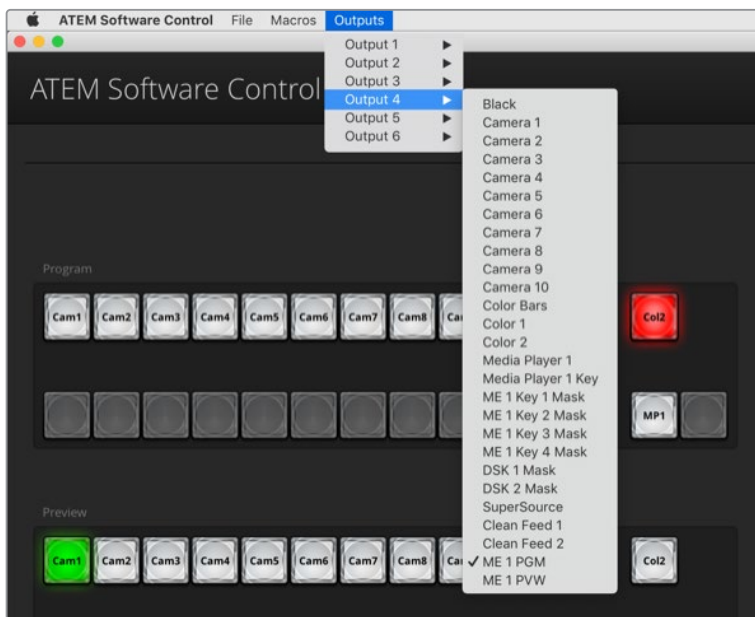 ATEM Software Control File Macros Outputs
Output 1
Output 2
Output 3
Output 4
Output 5
Output 6
ATEM Software Control
Black
Camera 1
Camera 2
Camera 3
Camera 4
Camera 5
Camera 6
Camera 7
Camera 8
Camera 9
Camera 10
Color Bars
Color 1
Color 2
Media Player 1
Media Player 1 Key
ME 1 Key 1 Mask
ME 1 Key 2 Mask
ME 1 Key 3 Mask
ME 1 Key 4 Mask
DSK 1 Mask
DSK 2 Mask
SuperSource
Clean Feed 1
Clean Feed 2
✓ ME 1 PGM
ME 1 PVW
Program
Cam1 Cam2 Cam3 Cam4 Cam5 Cam6 Cam7 Cam8 Col2
MP1
Preview
Cam1 Cam2 Cam3 Cam4 Cam5 Cam6 Cam7 Cam8 Col2